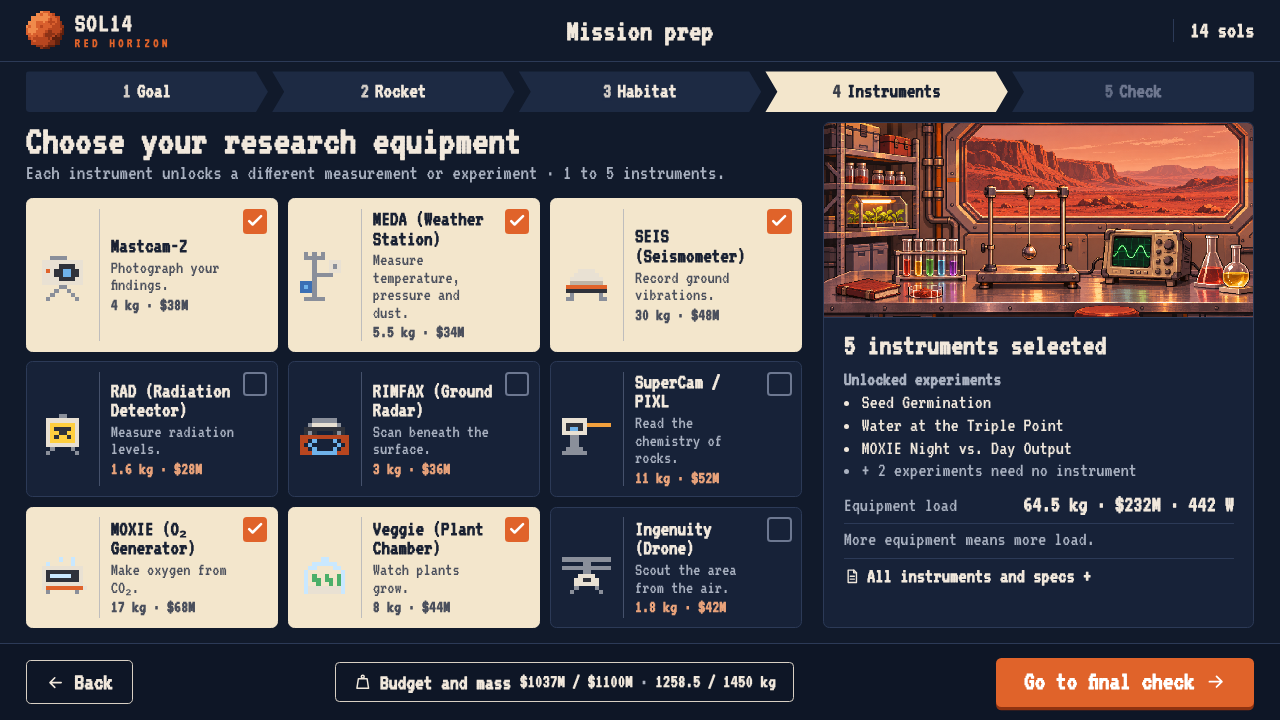 SOL14
RED HORIZON
Mission prep
14 sols
1 Goal
2 Rocket
3 Habitat
4 Instruments
5 Check
Choose your research equipment
Each instrument unlocks a different measurement or experiment · 1 to 5 instruments.
Mastcam-Z
Photograph your
findings.
4 kg · $38M
MEDA (Weather
Station)
Measure
temperature,
pressure and
dust.
5.5 kg · $34M
SEIS
(Seismometer)
Record ground
vibrations.
30 kg · $48M
RAD (Radiation
Detector)
Measure radiation
levels.
1.6 kg · $28M
RIMFAX (Ground
Radar)
Scan beneath the
surface.
3 kg · $36M
SuperCam /
PIXL
Read the
chemistry of
rocks.
11 kg · $52M
MOXIE (O₂
Generator)
Make oxygen from
CO₂.
17 kg · $68M
Veggie (Plant
Chamber)
Watch plants
grow.
8 kg · $44M
Ingenuity
(Drone)
Scout the area
from the air.
1.8 kg · $42M
5 instruments selected
Unlocked experiments
• Seed Germination
• Water at the Triple Point
• MOXIE Night vs. Day Output
• + 2 experiments need no instrument
Equipment load 64.5 kg · $232M · 442 W
More equipment means more load.
All instruments and specs +
← Back
Budget and mass $1037M / $1100M · 1258.5 / 1450 kg
Go to final check →